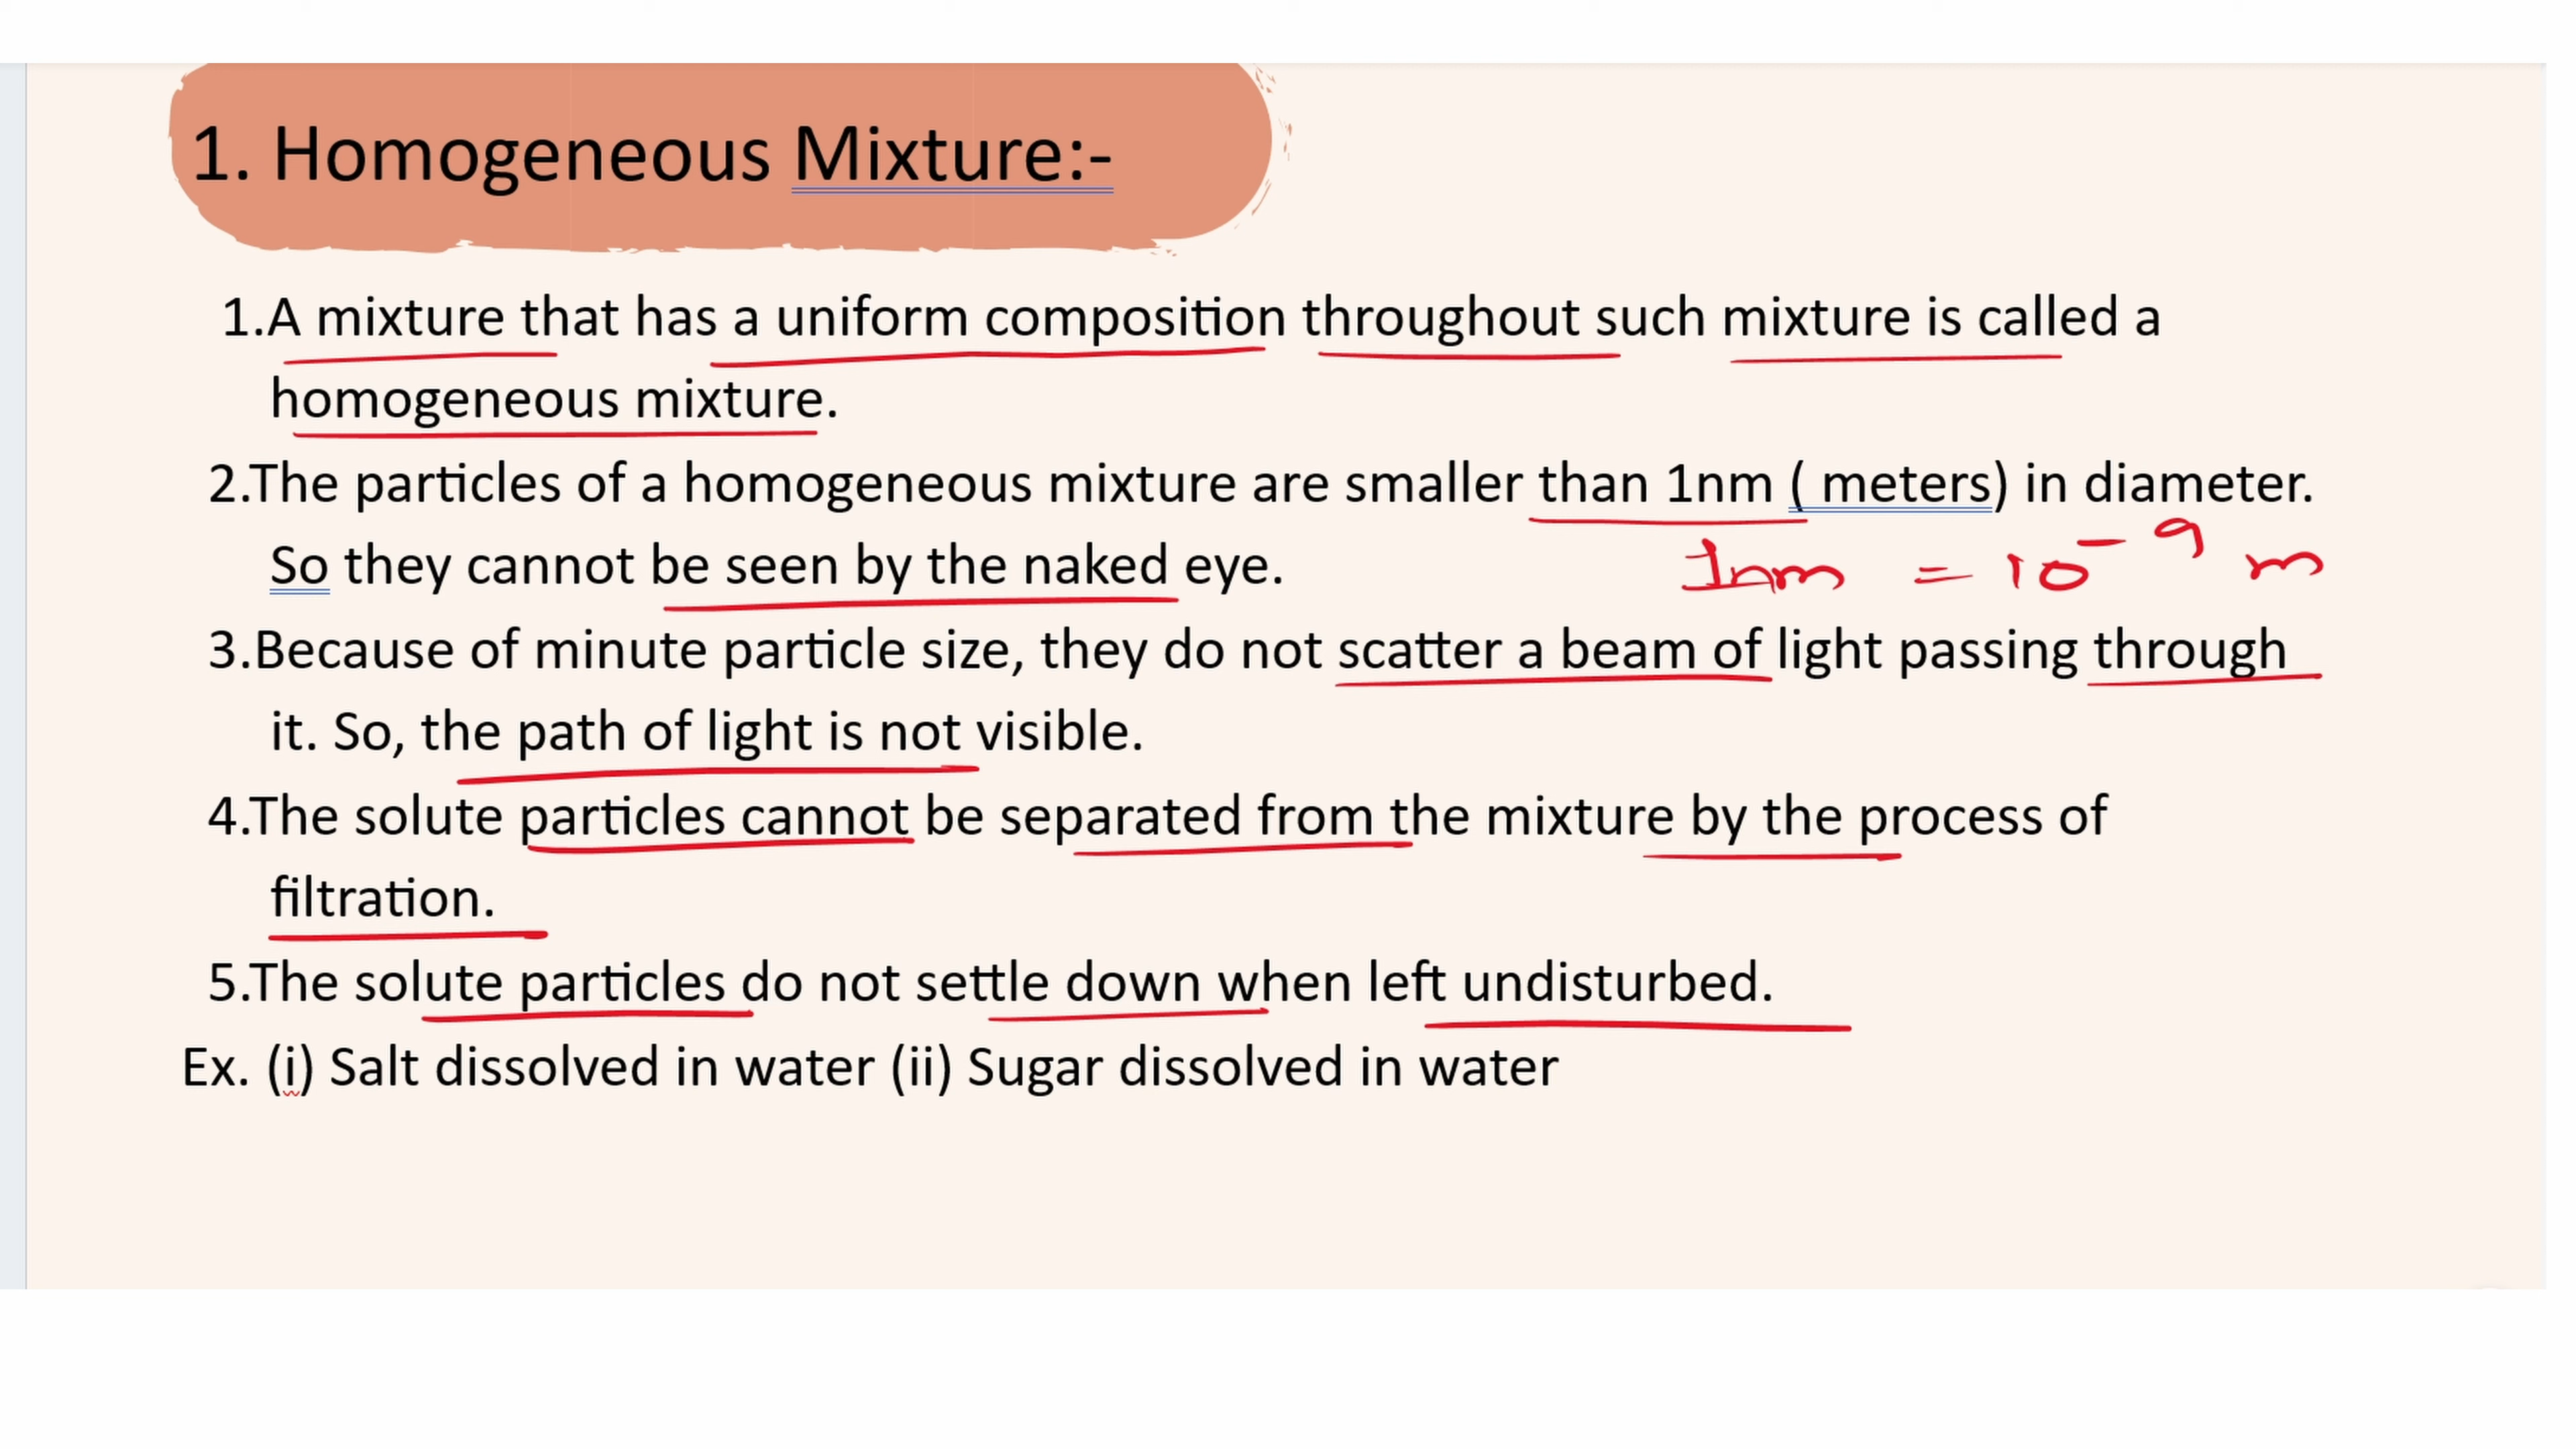 1. Homogeneous Mixture:-
1.A mixture that has a uniform composition throughout such mixture is called a
homogeneous mixture.
2.The particles of a homogeneous mixture are smaller than 1nm ( meters) in diameter.
So they cannot be seen by the naked eye.
1nm = 10⁻⁹ m
3.Because of minute particle size, they do not scatter a beam of light passing through
it. So, the path of light is not visible.
4.The solute particles cannot be separated from the mixture by the process of
filtration.
5.The solute particles do not settle down when left undisturbed.
Ex. (i) Salt dissolved in water (ii) Sugar dissolved in water